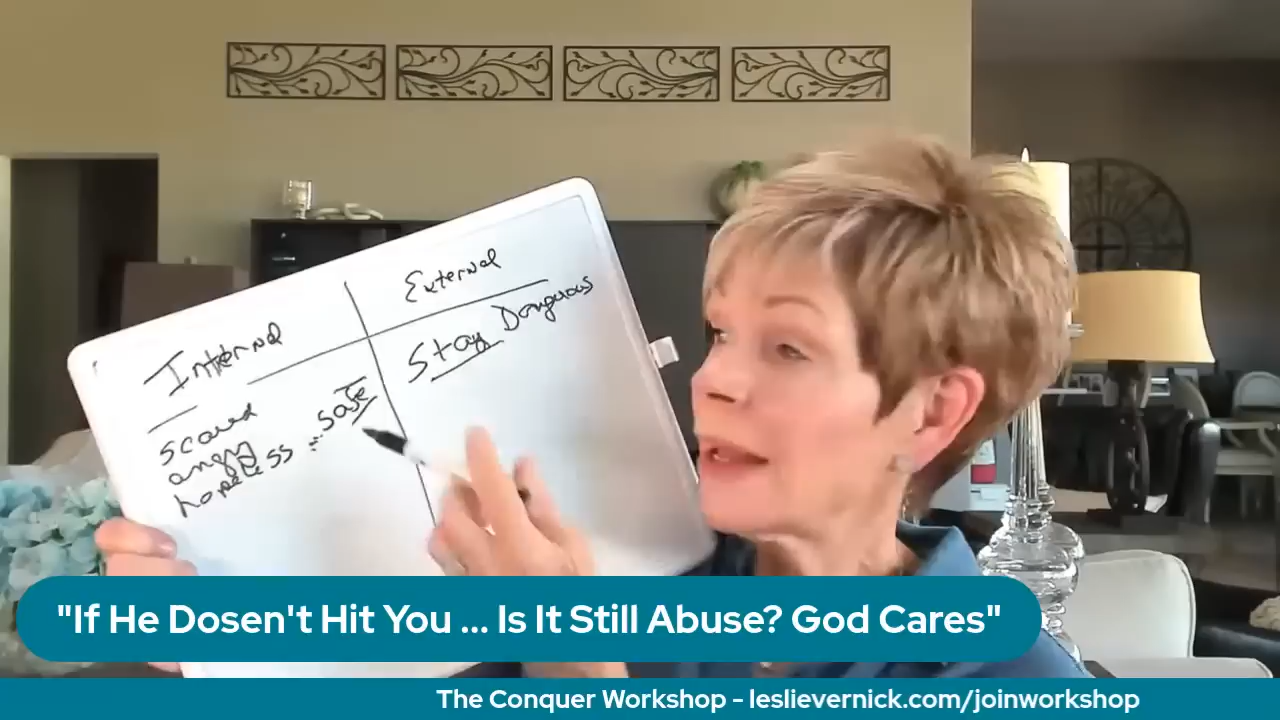 Internal
External
scared
angry
hopeless
safe
Stay Dangerous
"If He Dosen't Hit You ... Is It Still Abuse? God Cares"
The Conquer Workshop - leslievernick.com/joinworkshop